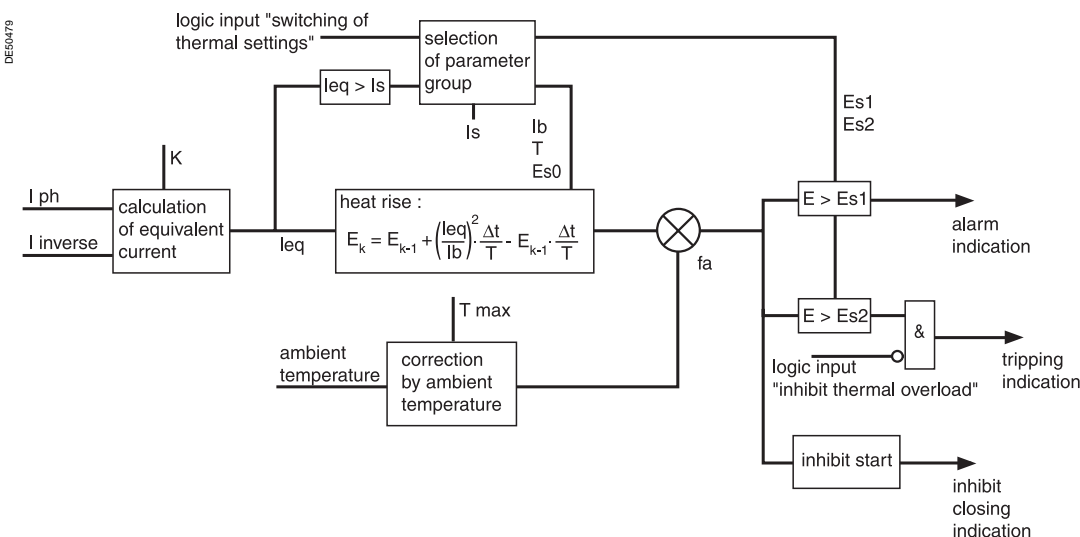 DE50479
logic input "switching of
thermal settings"
selection
of parameter
group
Ieq > Is
Is
Ib
T
Es0
Es1
Es2
K
I ph
I inverse
calculation
of equivalent
current
Ieq
heat rise :
E_k = E_{k-1} + (Ieq/Ib)^2 · Δt/T - E_{k-1} · Δt/T
fa
E > Es1
alarm
indication
T max
ambient
temperature
correction
by ambient
temperature
E > Es2
&
logic input
"inhibit thermal overload"
tripping
indication
inhibit start
inhibit
closing
indication